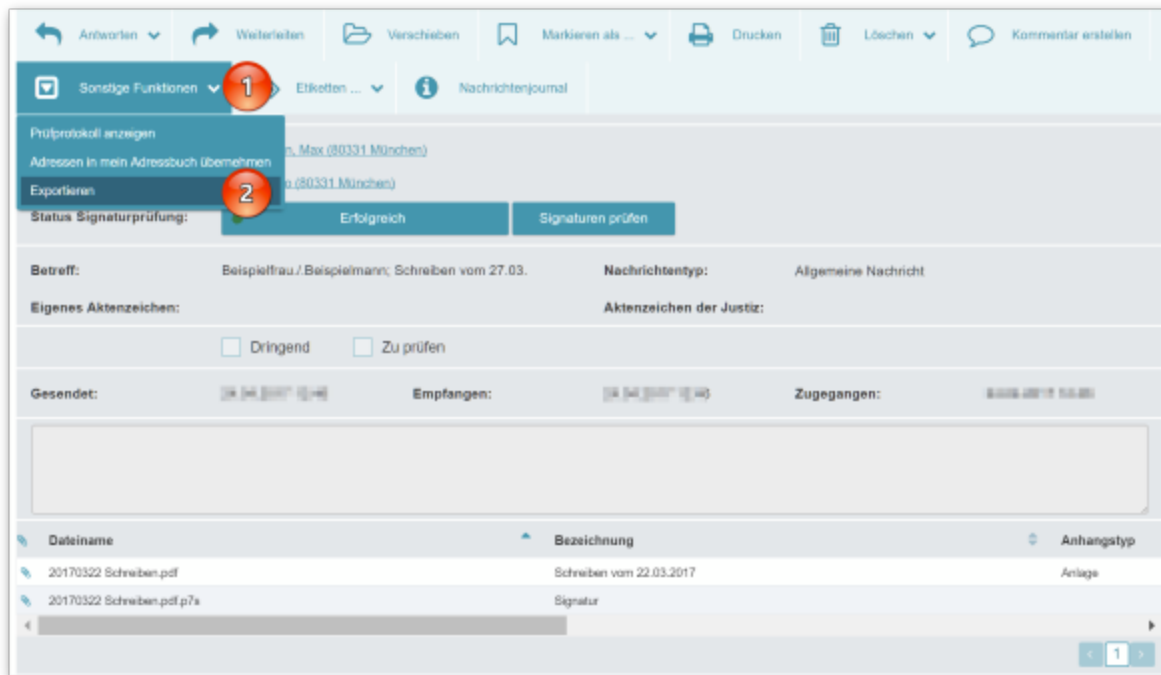 Antworten Weiterleiten Verschieben Markieren als ... Drucken Löschen Kommentar erstellen
Sonstige Funktionen 1 Etiketten ... Nachrichtenjournal
Prüfprotokoll anzeigen
n, Max (80331 München)
Adressen in mein Adressbuch übernehmen
Exportieren 2 o (80331 München)
Status Signaturprüfung: Erfolgreich Signaturen prüfen
Betreff: Beispielfrau./.Beispielmann; Schreiben vom 27.03. Nachrichtentyp: Allgemeine Nachricht
Eigenes Aktenzeichen: Aktenzeichen der Justiz:
Dringend Zu prüfen
Gesendet: Empfangen: Zugegangen:
Dateiname Bezeichnung Anhangstyp
20170322 Schreiben.pdf Schreiben vom 22.03.2017 Anlage
20170322 Schreiben.pdf.p7s Signatur
1